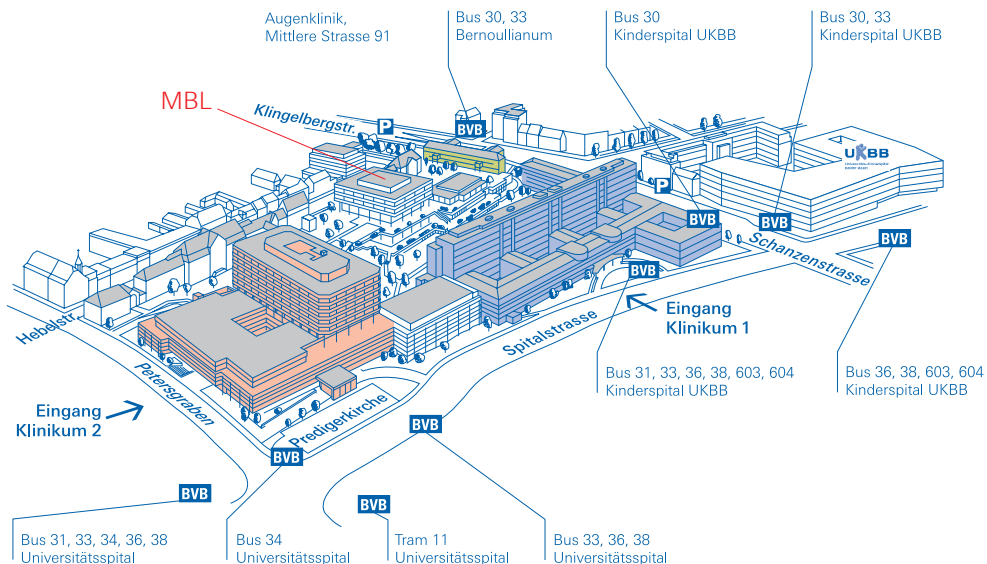 Augenklinik,
Mittlere Strasse 91
Bus 30, 33
Bernoullianum
Bus 30
Kinderspital UKBB
Bus 30, 33
Kinderspital UKBB
MBL
Klingelbergstr.
P
BVB
UKBB
P
BVB
BVB
BVB
Schanzenstrasse
BVB
Eingang
Klinikum 1
Spitalstrasse
Hebelstr.
Petersgraben
Eingang
Klinikum 2
Predigerkirche
Bus 31, 33, 36, 38, 603, 604
Kinderspital UKBB
Bus 36, 38, 603, 604
Kinderspital UKBB
BVB
BVB
BVB
BVB
Bus 31, 33, 34, 36, 38
Universitätsspital
Bus 34
Universitätsspital
Tram 11
Universitätsspital
Bus 33, 36, 38
Universitätsspital